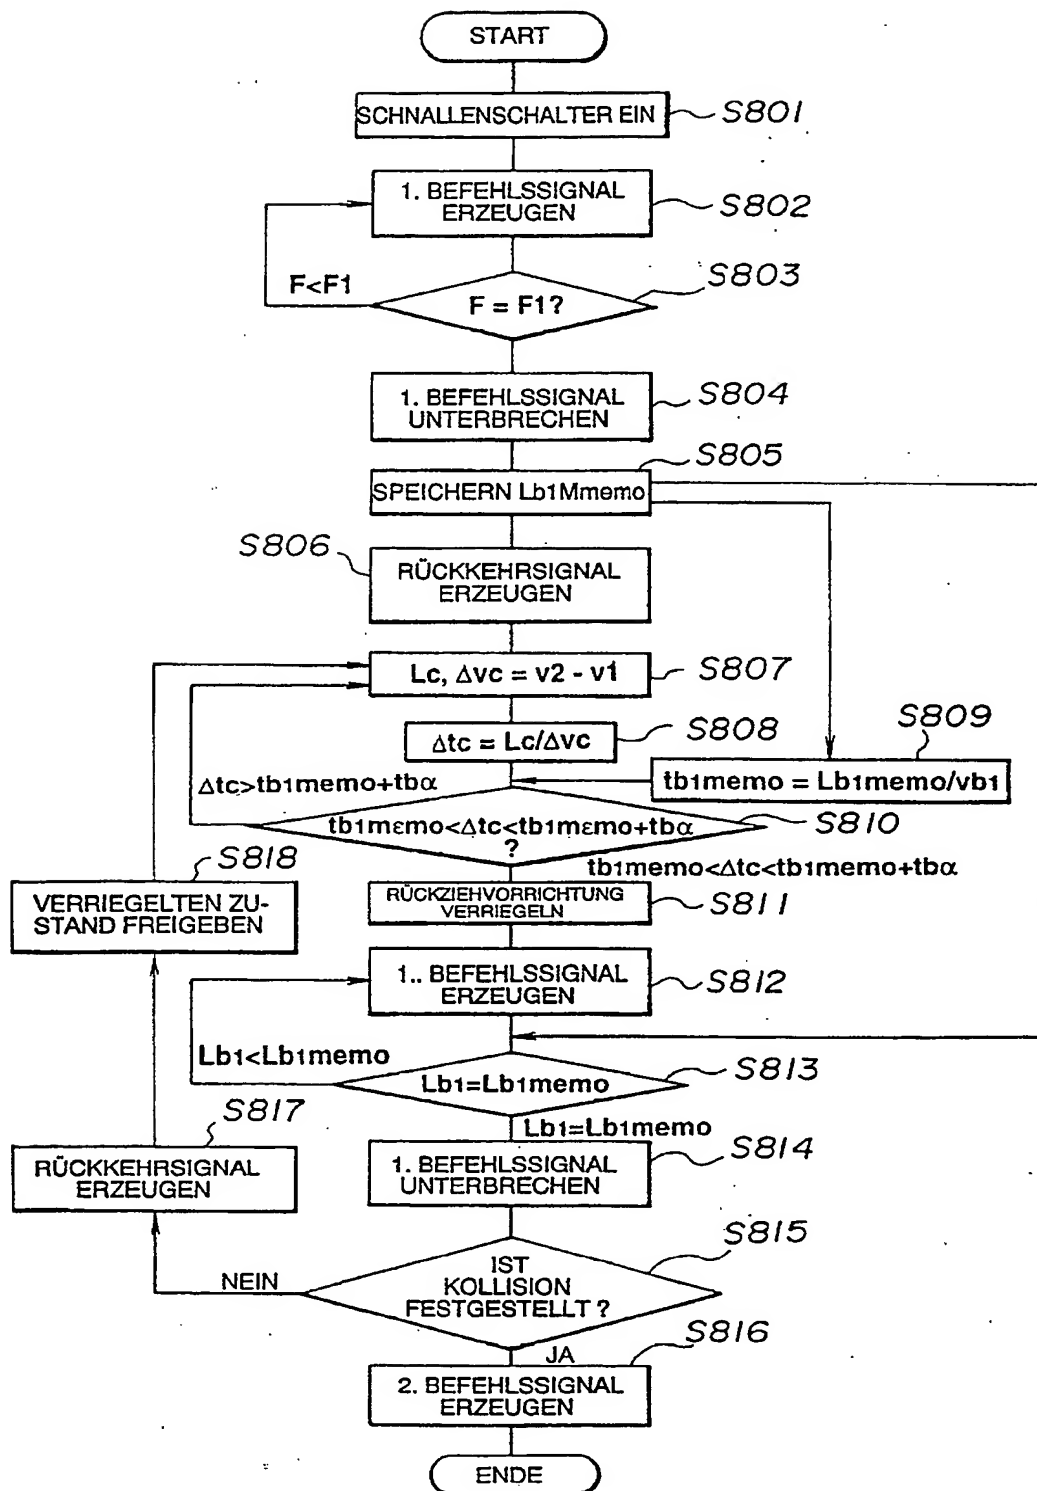 START
SCHNALLENSCHALTER EIN
S801
1. BEFEHLSSIGNAL
ERZEUGEN
S802
F<F1
F = F1?
S803
1. BEFEHLSSIGNAL
UNTERBRECHEN
S804
SPEICHERN Lb1Mmemo
S805
S806
RÜCKKEHRSIGNAL
ERZEUGEN
Lc, Δvc = v2 - v1
S807
Δtc = Lc/Δvc
S808
S809
tb1memo = Lb1memo/vb1
Δtc>tb1memo+tbα
tb1memo<Δtc<tb1memo+tbα
?
S810
tb1memo<Δtc<tb1memo+tbα
S818
VERRIEGELTEN ZU-
STAND FREIGEBEN
RÜCKZIEHVORRICHTUNG
VERRIEGELN
S811
1.. BEFEHLSSIGNAL
ERZEUGEN
S812
Lb1<Lb1memo
Lb1=Lb1memo
S813
Lb1=Lb1memo
S817
RÜCKKEHRSIGNAL
ERZEUGEN
1. BEFEHLSSIGNAL
UNTERBRECHEN
S814
NEIN
IST
KOLLISION
FESTGESTELLT ?
S815
JA
S816
2. BEFEHLSSIGNAL
ERZEUGEN
ENDE